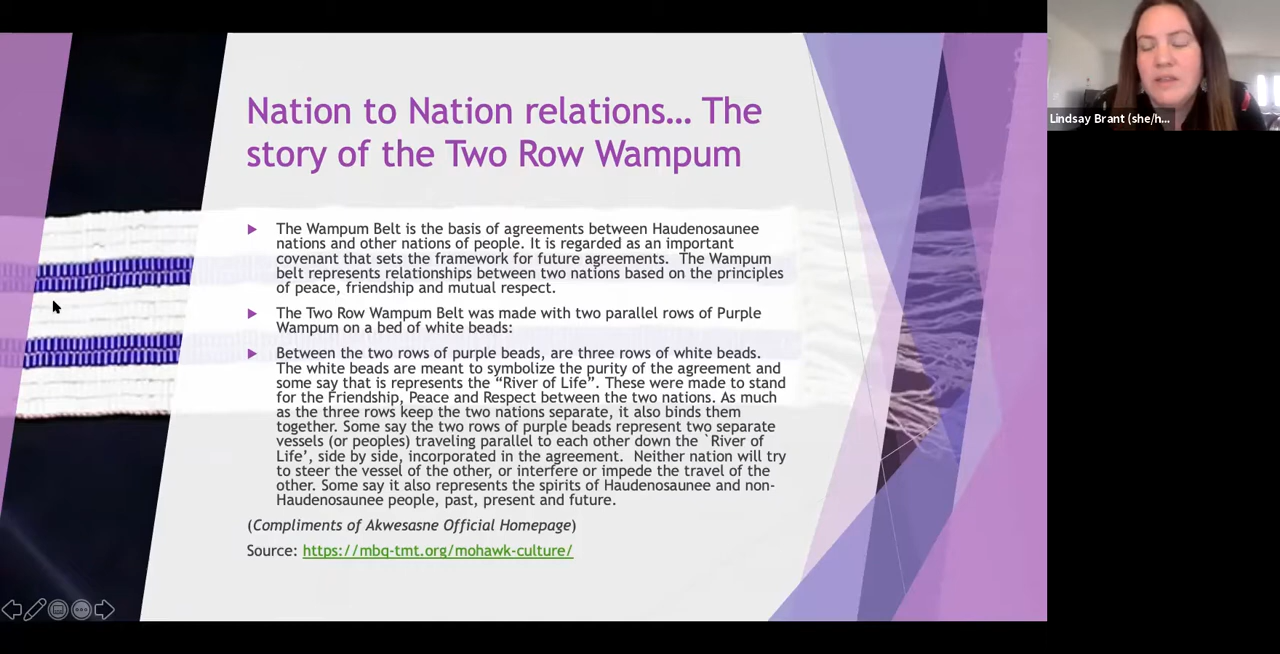 Nation to Nation relations... The
story of the Two Row Wampum
The Wampum Belt is the basis of agreements between Haudenosaunee
nations and other nations of people. It is regarded as an important
covenant that sets the framework for future agreements.  The Wampum
belt represents relationships between two nations based on the principles
of peace, friendship and mutual respect.
The Two Row Wampum Belt was made with two parallel rows of Purple
Wampum on a bed of white beads:
Between the two rows of purple beads, are three rows of white beads.
The white beads are meant to symbolize the purity of the agreement and
some say that is represents the “River of Life”. These were made to stand
for the Friendship, Peace and Respect between the two nations. As much
as the three rows keep the two nations separate, it also binds them
together. Some say the two rows of purple beads represent two separate
vessels (or peoples) traveling parallel to each other down the `River of
Life’, side by side, incorporated in the agreement.  Neither nation will try
to steer the vessel of the other, or interfere or impede the travel of the
other. Some say it also represents the spirits of Haudenosaunee and non-
Haudenosaunee people, past, present and future.
(Compliments of Akwesasne Official Homepage)
Source: https://mbq-tmt.org/mohawk-culture/
Lindsay Brant (she/h...